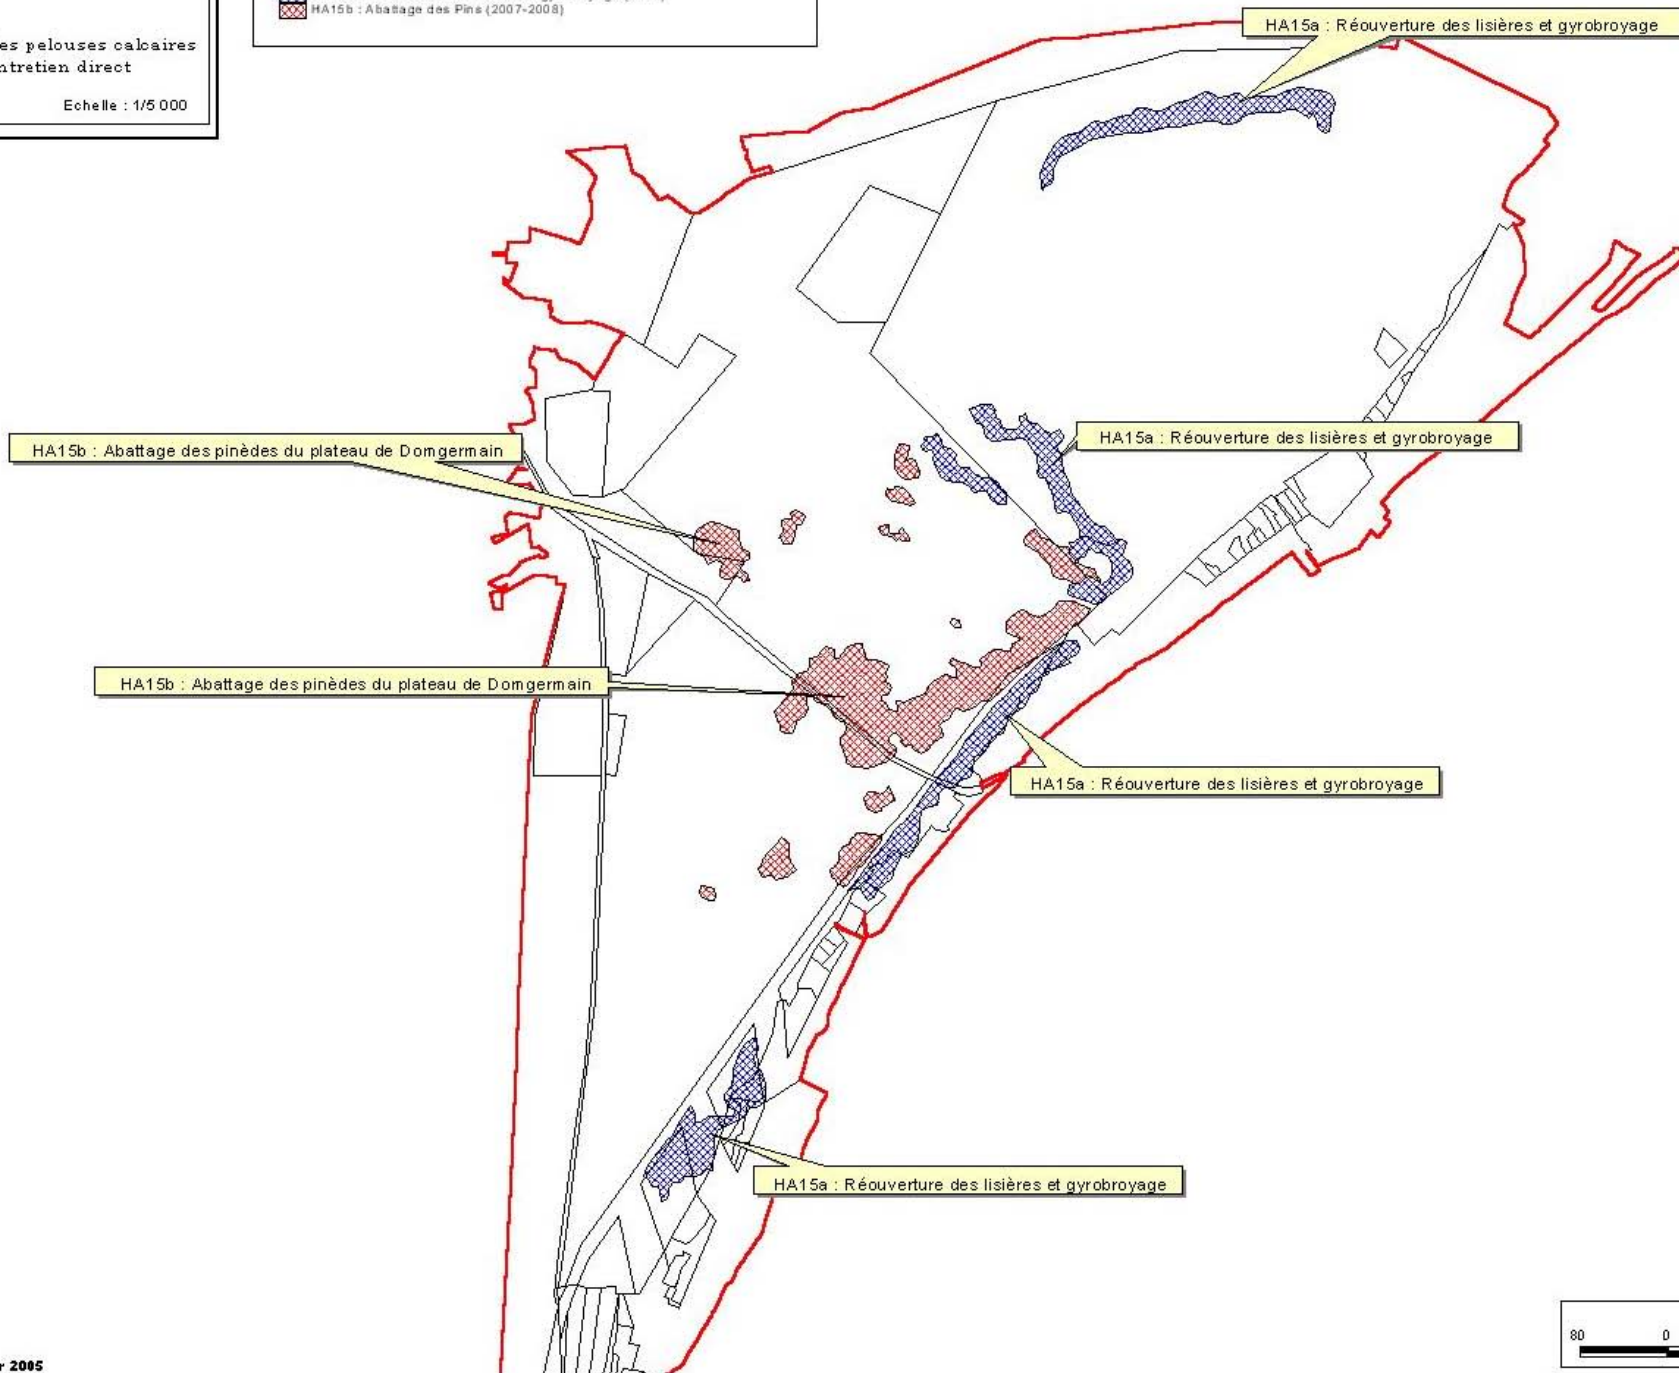 HA15b : Abattage des Pins (2007-2008)
es pelouses calcaires
ntretien direct
Echelle : 1/5 000
HA15a : Réouverture des lisières et gyrobroyage
HA15a : Réouverture des lisières et gyrobroyage
HA15b : Abattage des pinèdes du plateau de Domgermain
HA15b : Abattage des pinèdes du plateau de Domgermain
HA15a : Réouverture des lisières et gyrobroyage
HA15a : Réouverture des lisières et gyrobroyage
80 0
r 2005